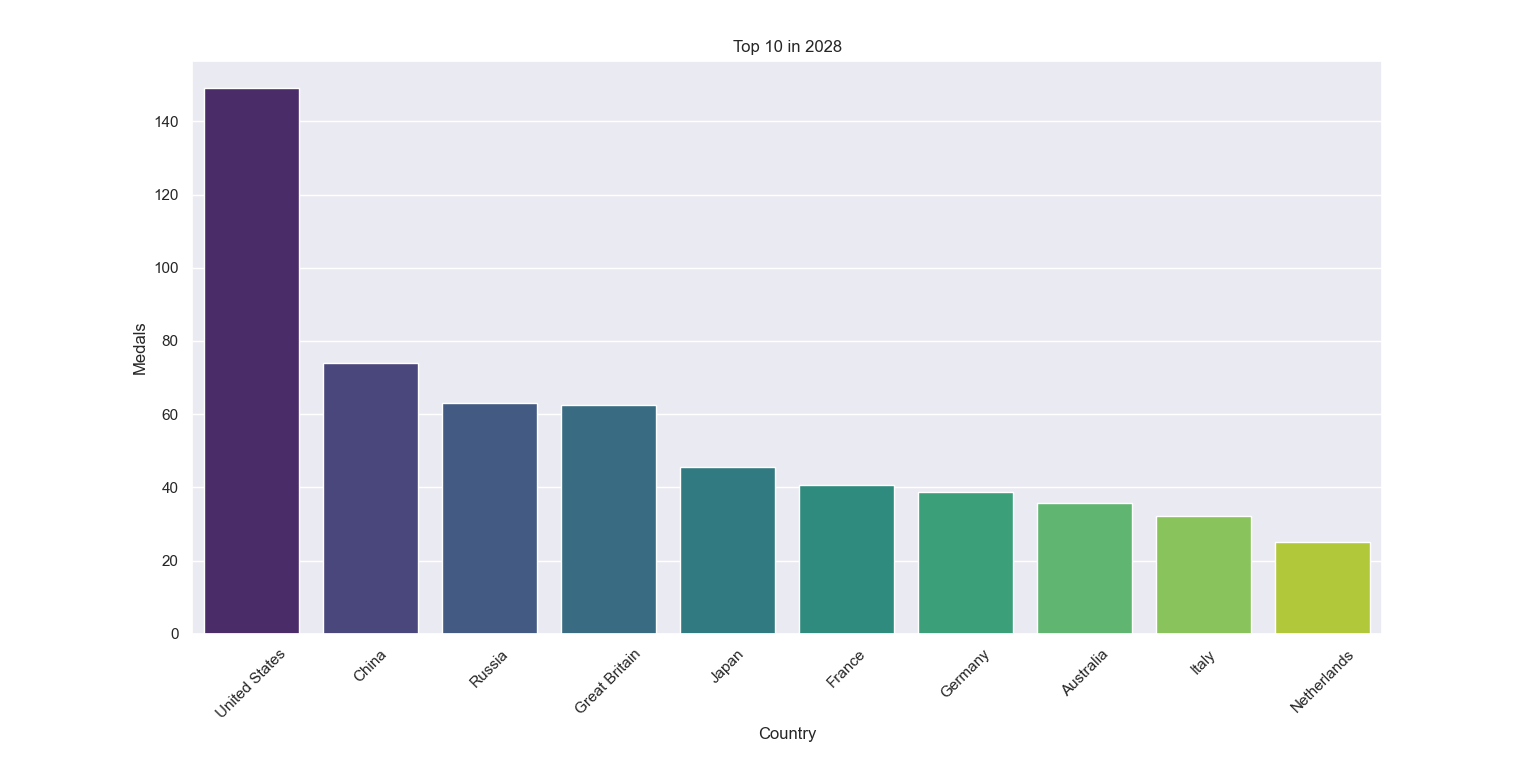 Top 10 in 2028
Medals
140
120
100
80
60
40
20
0
United States
China
Russia
Great Britain
Japan
France
Germany
Australia
Italy
Netherlands
Country